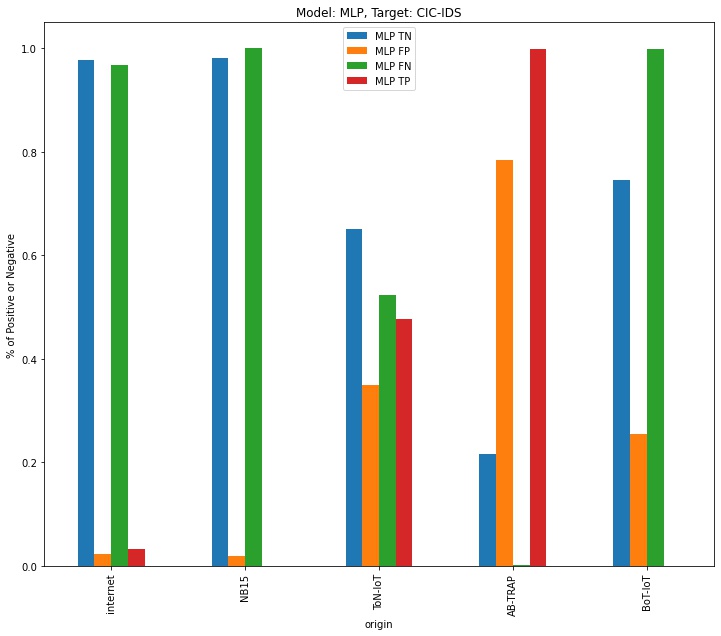 Model: MLP, Target: CIC-IDS
MLP TN
MLP FP
MLP FN
MLP TP
1.0
0.8
0.6
0.4
0.2
0.0
% of Positive or Negative
internet
NB15
ToN-IoT
AB-TRAP
BoT-IoT
origin